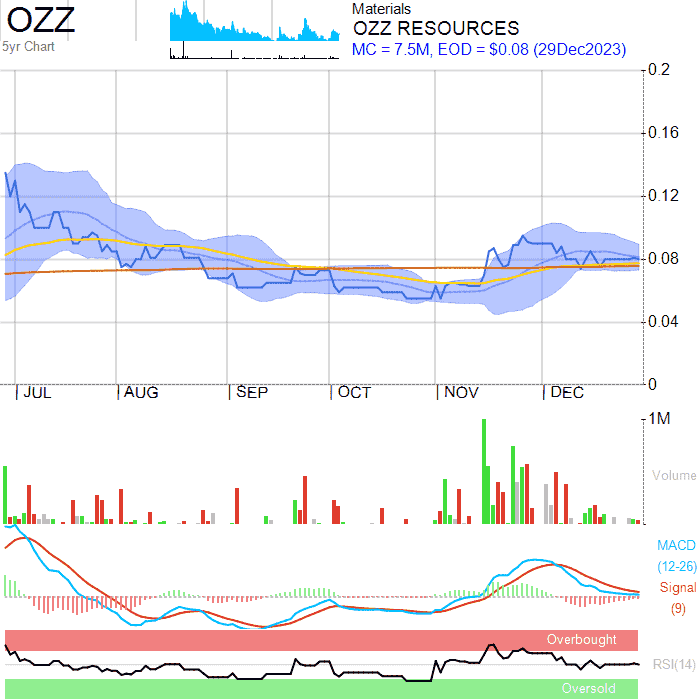 OZZ
5yr Chart
Materials
OZZ RESOURCES
MC = 7.5M, EOD = $0.08 (29Dec2023)
0.2
0.16
0.12
0.08
0.04
0
JUL AUG SEP OCT NOV DEC
1M
Volume
MACD
(12-26)
Signal
(9)
Overbought
RSI(14)
Oversold